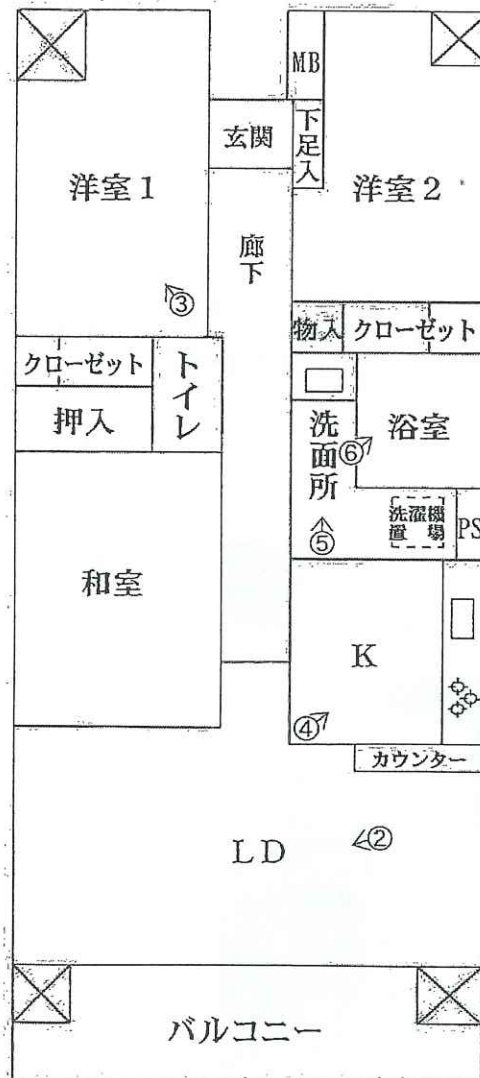 MB
玄関
下足入
洋室1
洋室2
廊下
③
物入
クローゼット
クローゼット
トイレ
押入
洗面所
浴室
⑥
洗濯機
置場
PS
⑤
和室
K
④
カウンター
LD
②
バルコニー